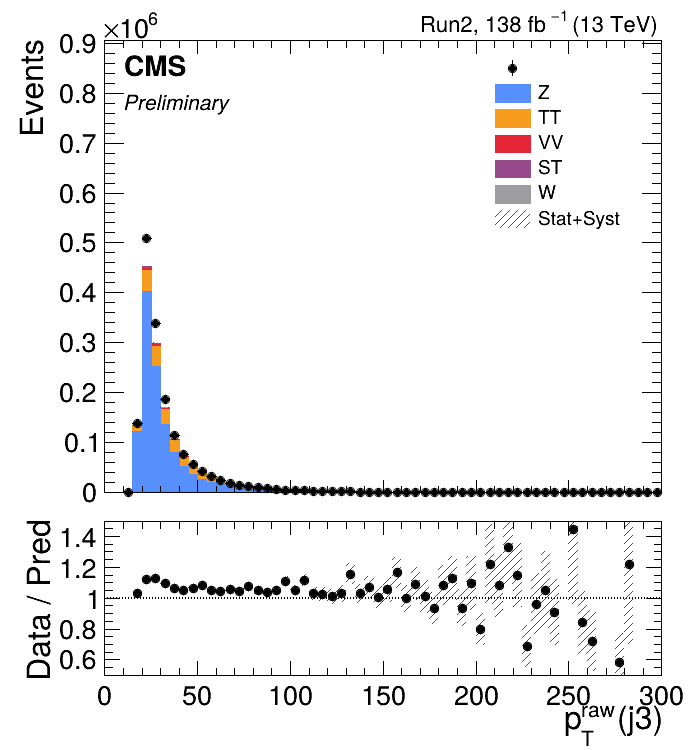 ×10⁶
Run2, 138 fb⁻¹ (13 TeV)
CMS
Preliminary
Events
0.9
0.8
0.7
0.6
0.5
0.4
0.3
0.2
0.1
0
Z
TT
VV
ST
W
Stat+Syst
Data / Pred
1.4
1.2
1
0.8
0.6
0 50 100 150 200 250 300
p_T^raw(j3)